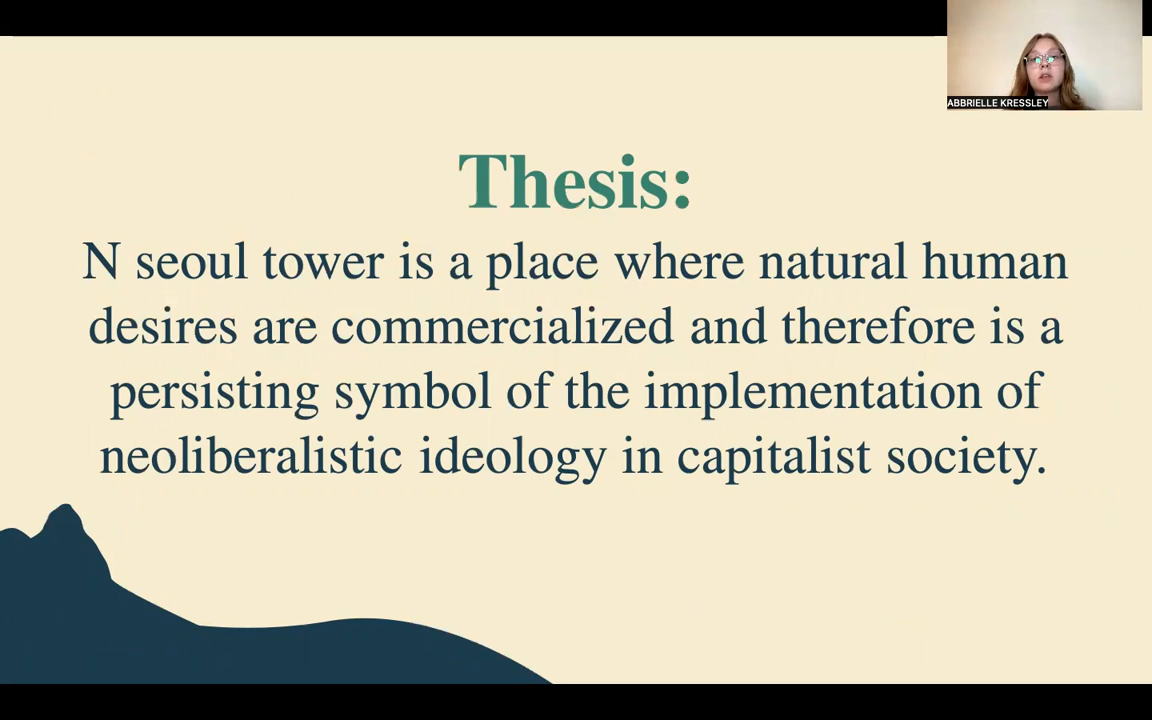 ABBRIELLE KRESSLEY
Thesis:
N seoul tower is a place where natural human
desires are commercialized and therefore is a
persisting symbol of the implementation of
neoliberalistic ideology in capitalist society.